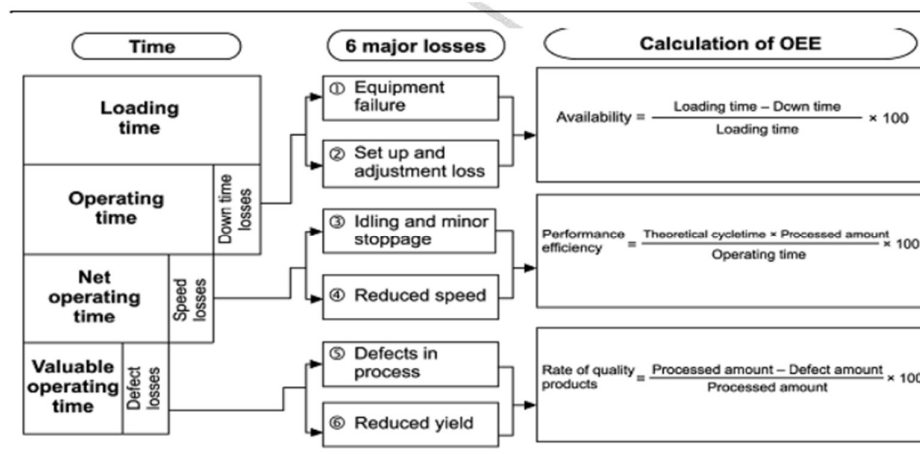 Time
6 major losses
Calculation of OEE
Loading
time
Operating
time
Down time
losses
Net
operating
time
Speed
losses
Valuable
operating
time
Defect
losses
① Equipment
failure
② Set up and
adjustment loss
③ Idling and minor
stoppage
④ Reduced speed
⑤ Defects in
process
⑥ Reduced yield
Availability = Loading time – Down time / Loading time × 100
Performance
efficiency = Theoretical cycletime × Processed amount / Operating time × 100
Rate of quality
products = Processed amount – Defect amount / Processed amount × 100